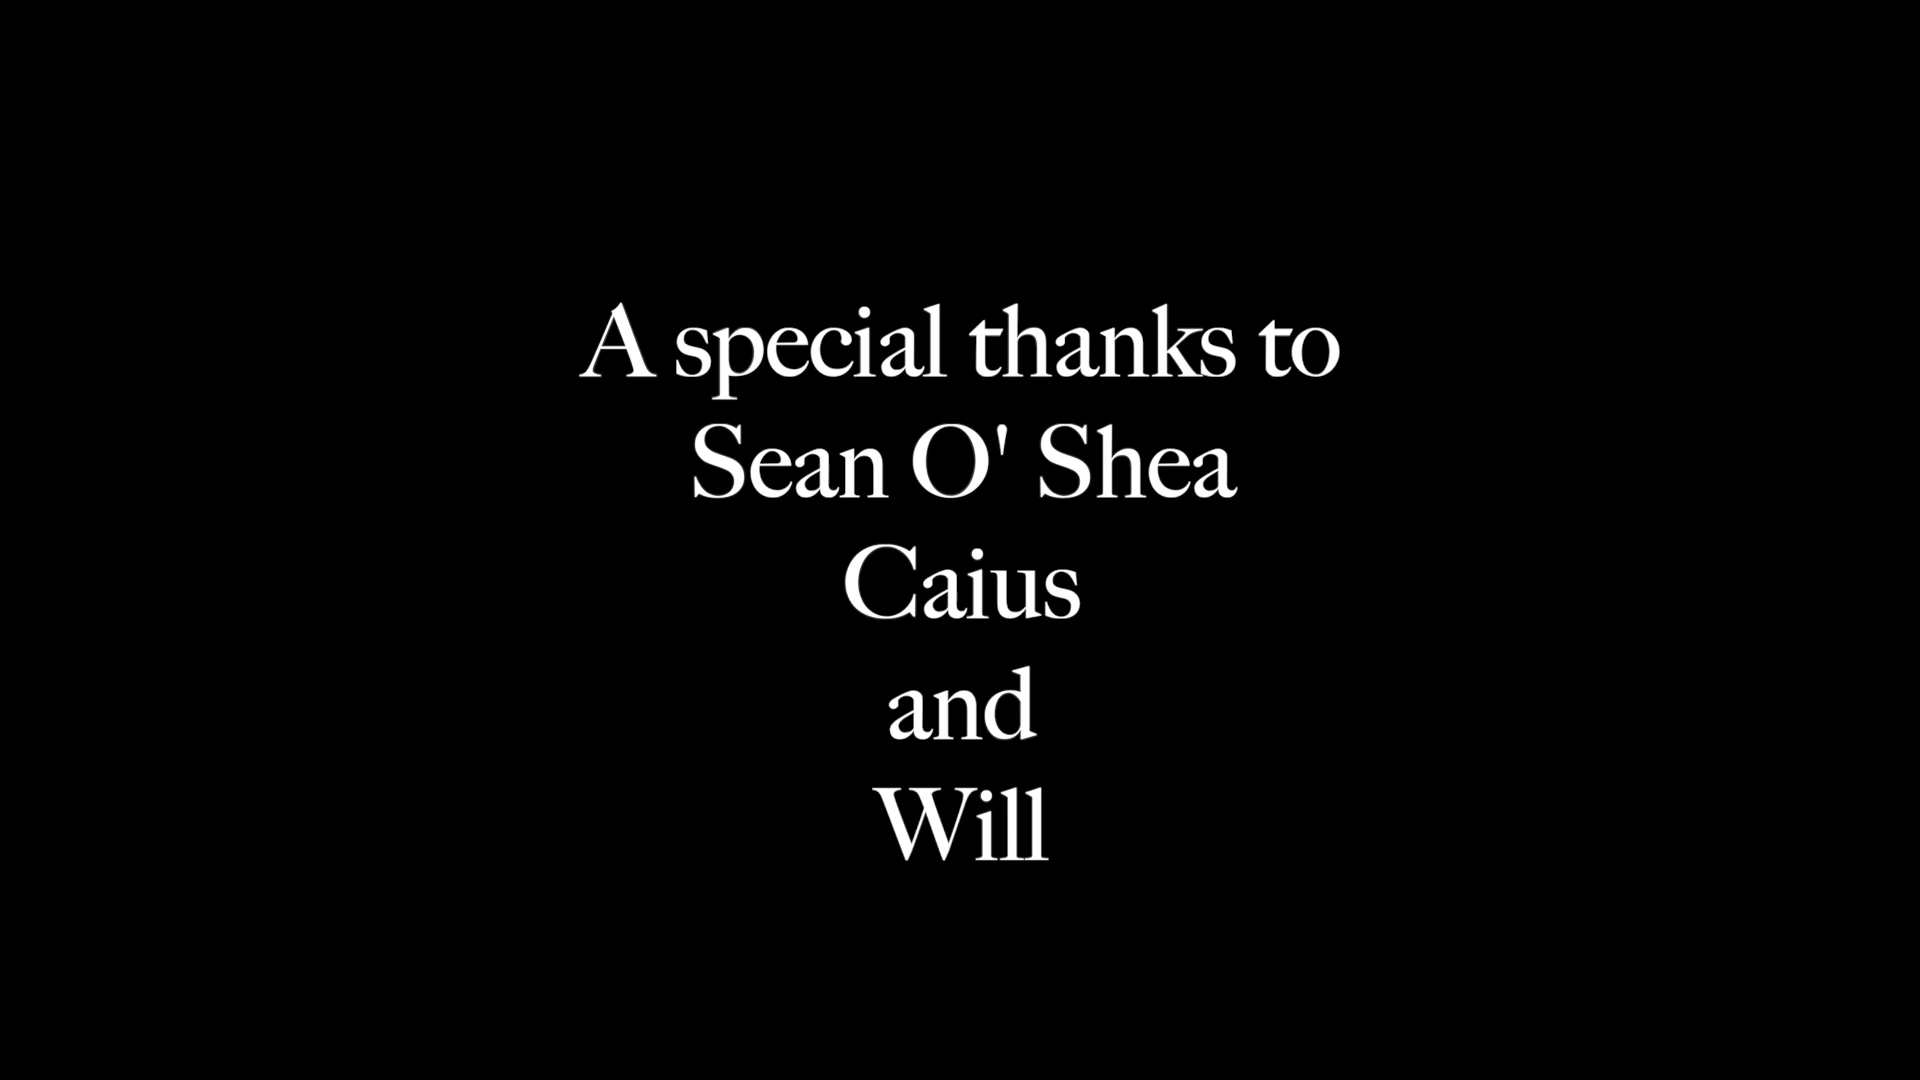 A special thanks to
Sean O' Shea
Caius
and
Will